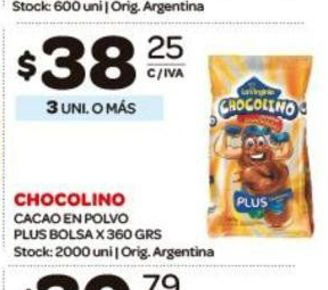 Stock: 600 uni | Orig. Argentina
$38 25
C/IVA
3 UNI. O MÁS
La Virginia
CHOCOLINO
PLUS
CHOCOLINO
CACAO EN POLVO
PLUS BOLSA X 360 GRS
Stock: 2000 uni | Orig. Argentina
79